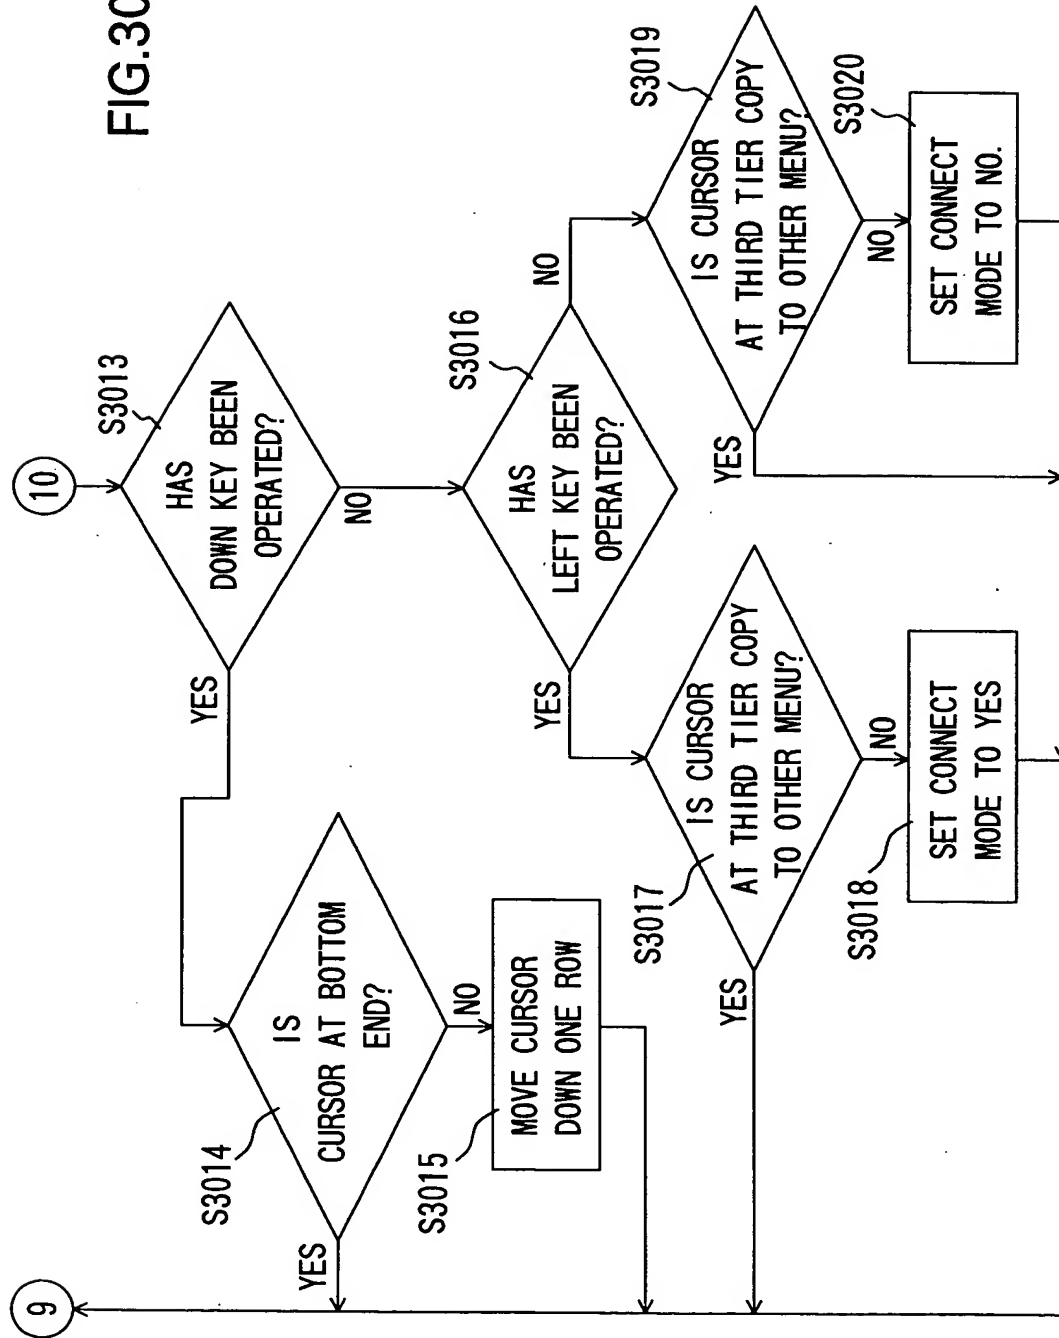 FIG.30
10
S3013
HAS
DOWN KEY BEEN
OPERATED?
YES
NO
S3014
IS
CURSOR AT BOTTOM
END?
YES
NO
S3015
MOVE CURSOR
DOWN ONE ROW
S3016
HAS
LEFT KEY BEEN
OPERATED?
YES
NO
S3017
IS CURSOR
AT THIRD TIER COPY
TO OTHER MENU?
YES
NO
S3018
SET CONNECT
MODE TO YES
S3019
IS CURSOR
AT THIRD TIER COPY
TO OTHER MENU?
YES
NO
S3020
SET CONNECT
MODE TO NO.
9